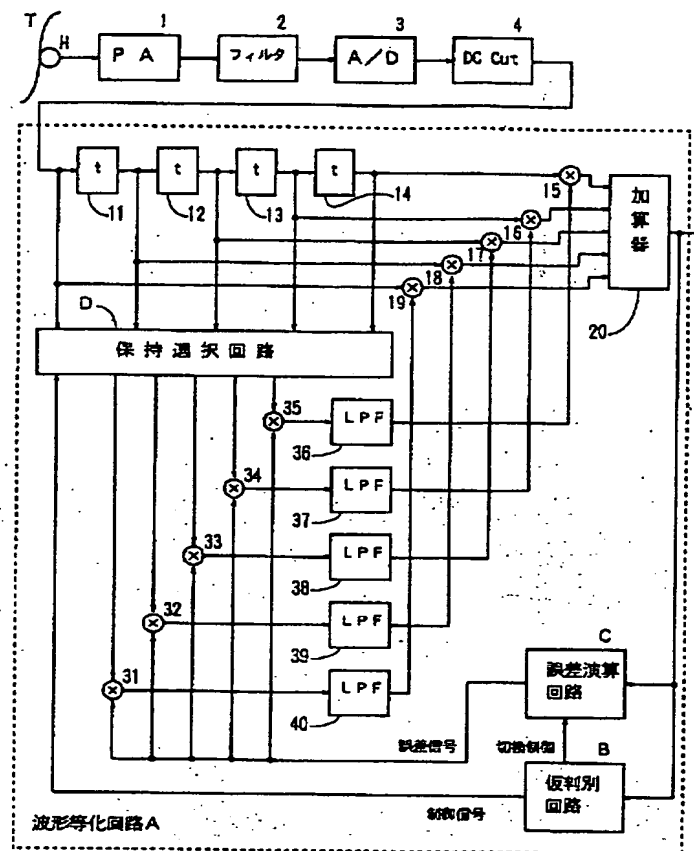 T
H
1
2
3
4
PA
フィルタ
A/D
DC Cut
t
t
t
t
11
12
13
14
15
16
17
18
19
加算器
20
D
保持選択回路
35
LPF
36
34
LPF
37
33
LPF
38
32
LPF
39
31
LPF
40
C
誤差演算
回路
誤差信号
切換制御
B
仮判別
回路
制御信号
波形等化回路A